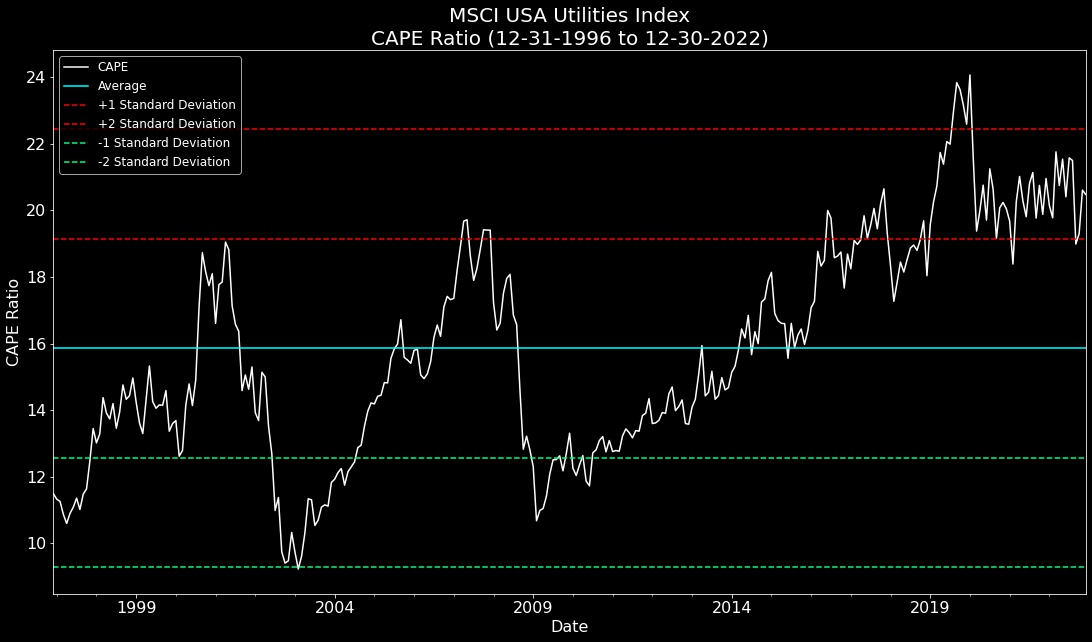 MSCI USA Utilities Index
CAPE Ratio (12-31-1996 to 12-30-2022)
CAPE
Average
+1 Standard Deviation
+2 Standard Deviation
-1 Standard Deviation
-2 Standard Deviation
24
22
20
18
16
14
12
10
CAPE Ratio
1999
2004
2009
2014
2019
Date